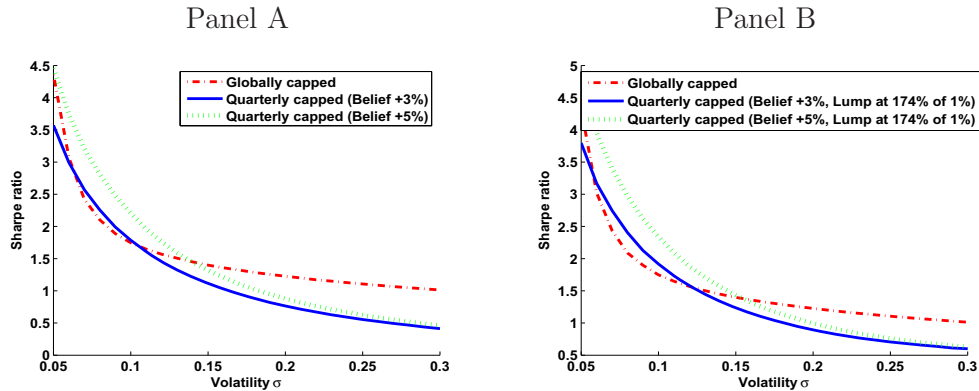 Panel A
4.5
4
3.5
3
2.5
2
1.5
1
0.5
0
Sharpe ratio
Globally capped
Quarterly capped (Belief +3%)
Quarterly capped (Belief +5%)
0.05 0.1 0.15 0.2 0.25 0.3
Volatility σ
Panel B
5
4
3.5
3
2.5
2
1.5
1
0.5
Sharpe ratio
Globally capped
Quarterly capped (Belief +3%, Lump at 174% of 1%)
Quarterly capped (Belief +5%, Lump at 174% of 1%)
0.05 0.1 0.15 0.2 0.25 0.3
Volatility σ